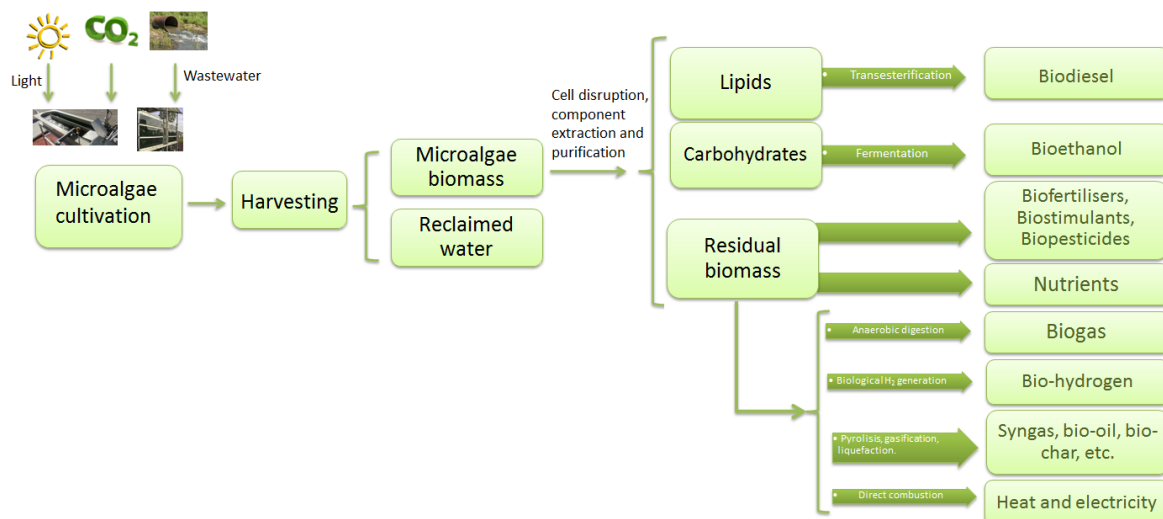 CO₂
Light
Wastewater
Microalgae
cultivation
Harvesting
Microalgae
biomass
Reclaimed
water
Cell disruption,
component
extraction and
purification
Lipids
• Transesterification
Biodiesel
Carbohydrates
• Fermentation
Bioethanol
Residual
biomass
Biofertilisers,
Biostimulants,
Biopesticides
Nutrients
• Anaerobic digestion
Biogas
• Biological H₂ generation
Bio-hydrogen
• Pyrolisis, gasification,
liquefaction.
Syngas, bio-oil, bio-
char, etc.
• Direct combustion
Heat and electricity